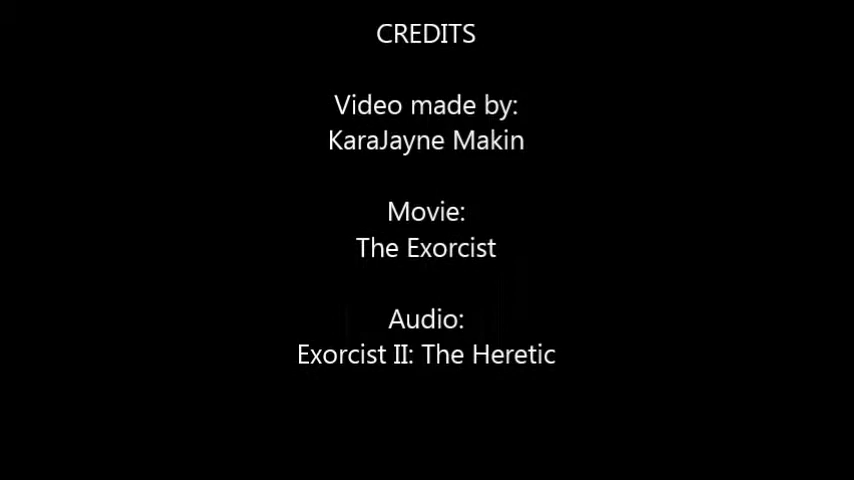 CREDITS
Video made by:
KaraJayne Makin
Movie:
The Exorcist
Audio:
Exorcist II: The Heretic